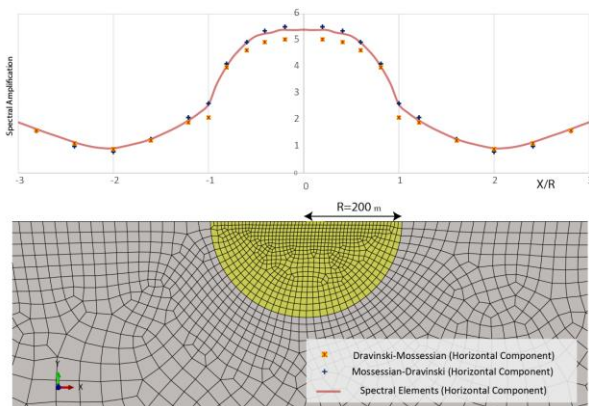 6
5
4
3
2
1
0
Spectral Amplification
-3 -2 -1 0 1 2 3
X/R
R=200 m
Dravinski-Mossessian (Horizontal Component)
Mossessian-Dravinski (Horizontal Component)
Spectral Elements (Horizontal Component)
Y
X